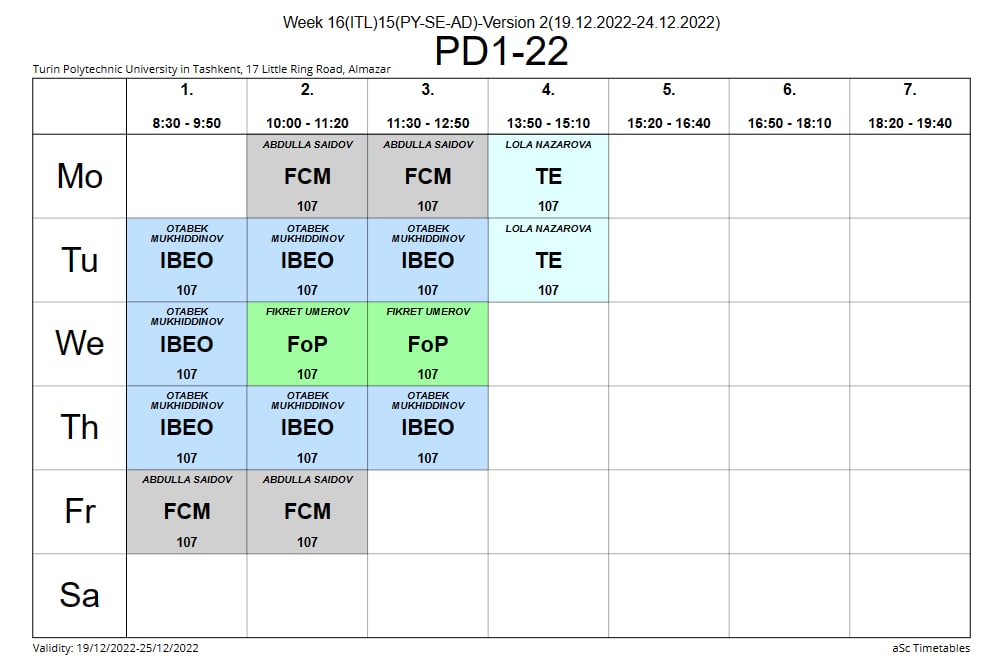 Week 16(ITL)15(PY-SE-AD)-Version 2(19.12.2022-24.12.2022)
PD1-22
Turin Polytechnic University in Tashkent, 17 Little Ring Road, Almazar
1. 2. 3. 4. 5. 6. 7.
8:30 - 9:50 10:00 - 11:20 11:30 - 12:50 13:50 - 15:10 15:20 - 16:40 16:50 - 18:10 18:20 - 19:40
ABDULLA SAIDOV ABDULLA SAIDOV LOLA NAZAROVA
Mo FCM FCM TE
107 107 107
OTABEK OTABEK OTABEK LOLA NAZAROVA
MUKHIDDINOV MUKHIDDINOV MUKHIDDINOV
Tu IBEO IBEO IBEO TE
107 107 107 107
OTABEK FIKRET UMEROV FIKRET UMEROV
MUKHIDDINOV
We IBEO FoP FoP
107 107 107
OTABEK OTABEK OTABEK
MUKHIDDINOV MUKHIDDINOV MUKHIDDINOV
Th IBEO IBEO IBEO
107 107 107
ABDULLA SAIDOV ABDULLA SAIDOV
Fr FCM FCM
107 107
Sa
Validity: 19/12/2022-25/12/2022 aSc Timetables